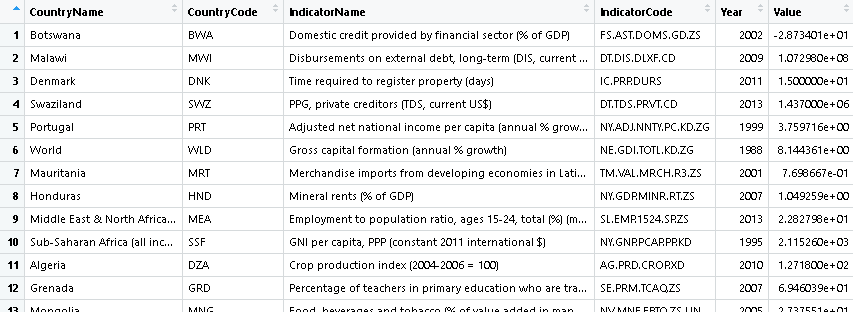 CountryName CountryCode IndicatorName IndicatorCode Year Value
1 Botswana BWA Domestic credit provided by financial sector (% of GDP) FS.AST.DOMS.GD.ZS 2002 -2.873401e+01
2 Malawi MWI Disbursements on external debt, long-term (DIS, current ... DT.DIS.DLXF.CD 2009 1.072980e+08
3 Denmark DNK Time required to register property (days) IC.PRP.DURS 2011 1.500000e+01
4 Swaziland SWZ PPG, private creditors (TDS, current US$) DT.TDS.PRVT.CD 2013 1.437000e+06
5 Portugal PRT Adjusted net national income per capita (annual % grow... NY.ADJ.NNTY.PC.KD.ZG 1999 3.759716e+00
6 World WLD Gross capital formation (annual % growth) NE.GDI.TOTL.KD.ZG 1988 8.144361e+00
7 Mauritania MRT Merchandise imports from developing economies in Lati... TM.VAL.MRCH.R3.ZS 2001 7.698667e-01
8 Honduras HND Mineral rents (% of GDP) NY.GDP.MINR.RT.ZS 2007 1.049259e+00
9 Middle East & North Africa... MEA Employment to population ratio, ages 15-24, total (%) (m... SL.EMP.1524.SP.ZS 2013 2.282798e+01
10 Sub-Saharan Africa (all inc... SSF GNI per capita, PPP (constant 2011 international $) NY.GNP.PCAP.PP.KD 1995 2.115260e+03
11 Algeria DZA Crop production index (2004-2006 = 100) AG.PRD.CROP.XD 2010 1.271800e+02
12 Grenada GRD Percentage of teachers in primary education who are tra... SE.PRM.TCAQ.ZS 2007 6.946039e+01
13 Mongolia MNG Food, beverages and tobacco (% of value added in man... NV.MNF.FBTO.ZS.UN 2005 2.737551e+01